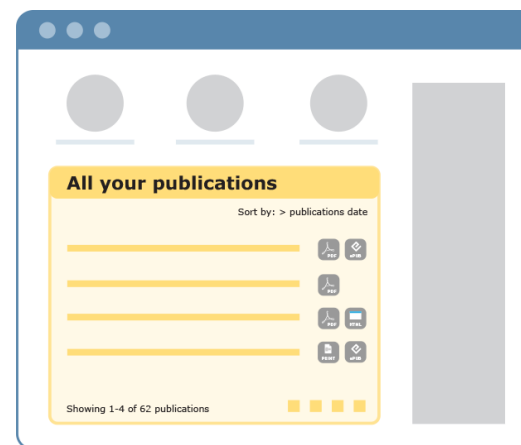 All your publications
Sort by: > publications date
PDF ePUB
PDF
PDF HTML
PRINT ePUB
Showing 1-4 of 62 publications